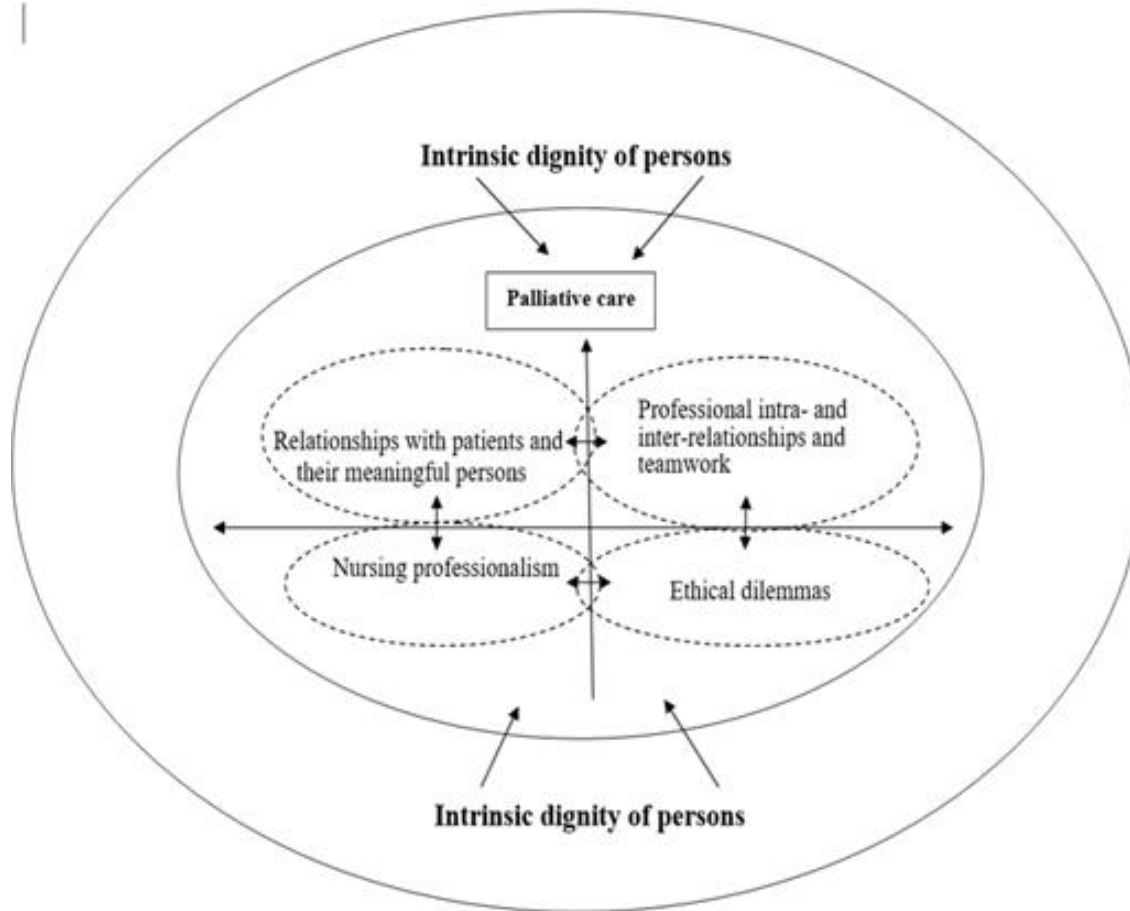 Intrinsic dignity of persons
Palliative care
Relationships with patients and
their meaningful persons
Professional intra- and
inter-relationships and
teamwork
Nursing professionalism
Ethical dilemmas
Intrinsic dignity of persons